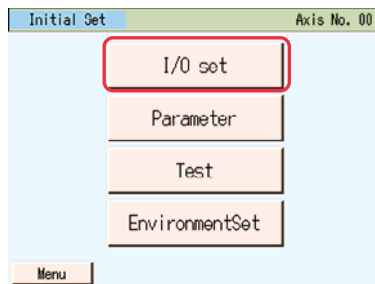 Initial Set
Axis No. 00
I/O set
Parameter
Test
EnvironmentSet
Menu